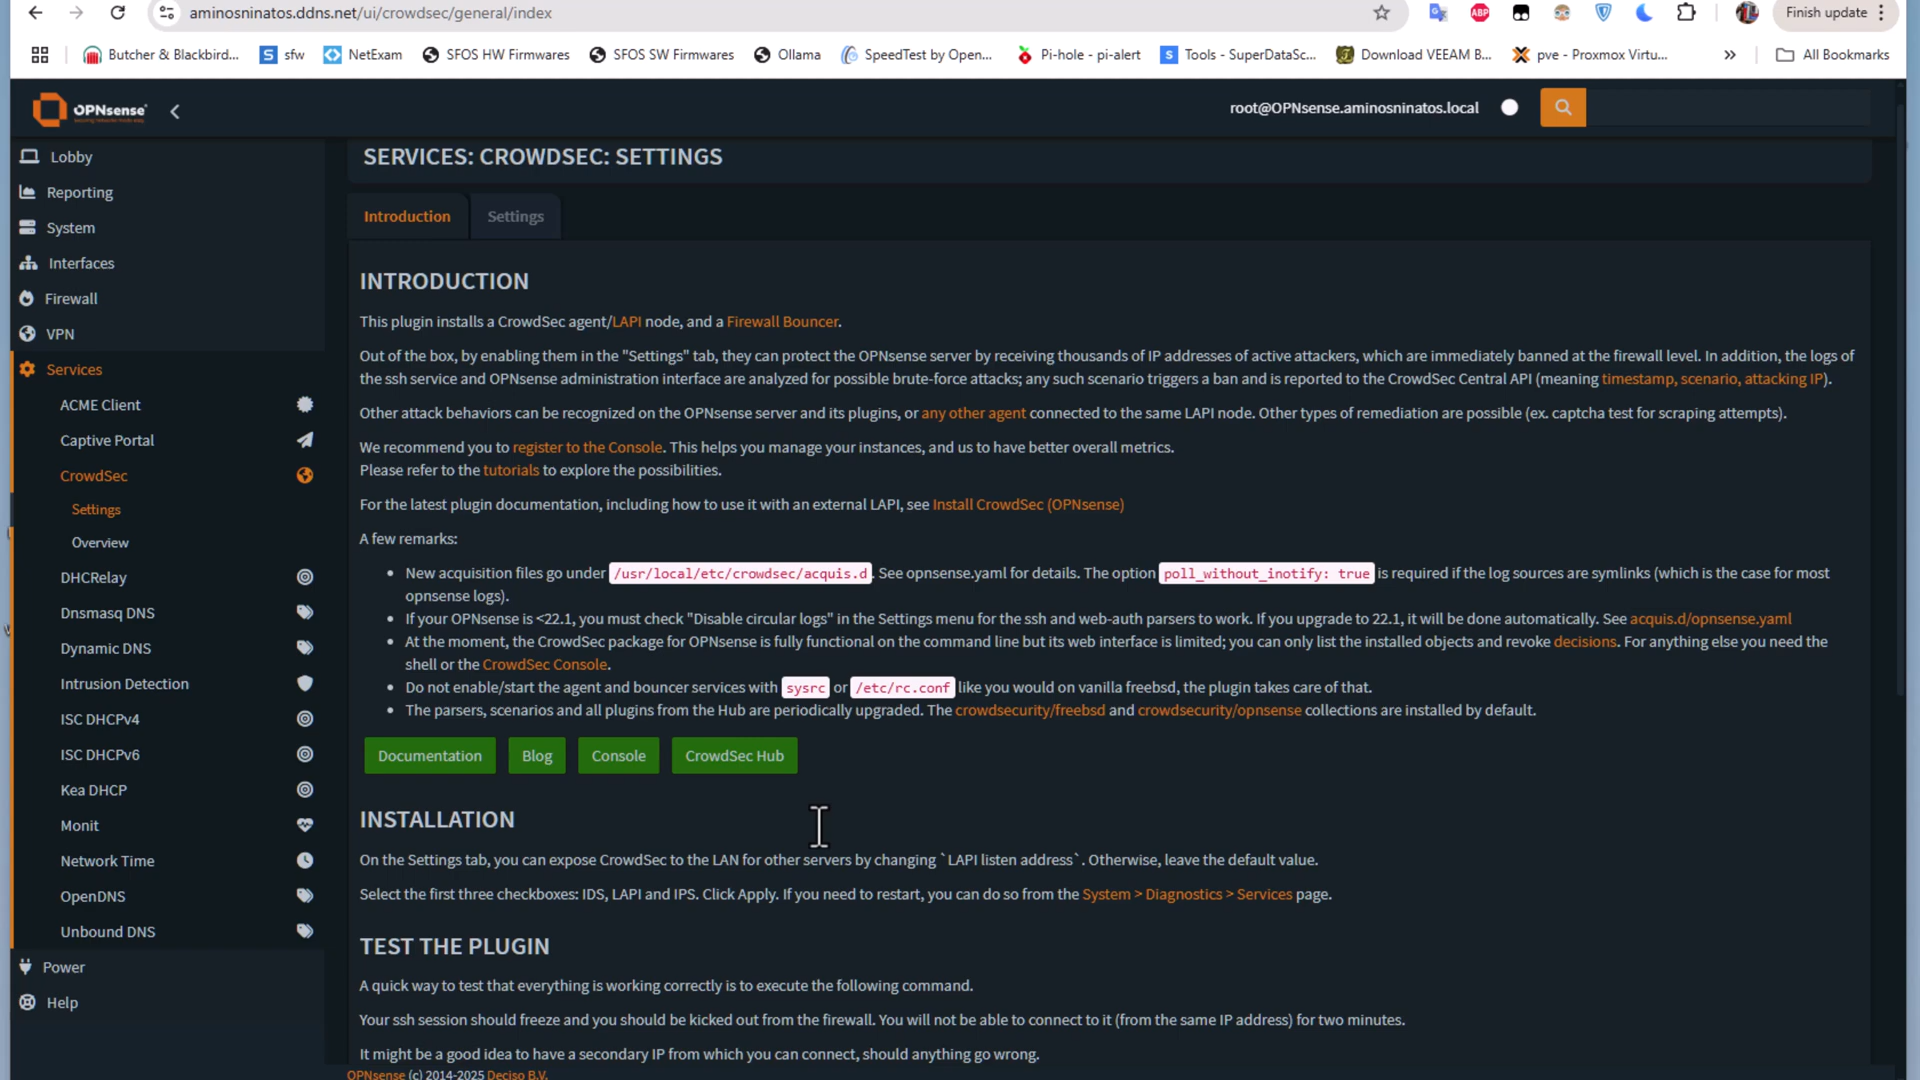 aminosninatos.ddns.net/ui/crowdsec/general/index
ABP
Finish update
Butcher & Blackbird...
S sfw
NetExam
SFOS HW Firmwares
SFOS SW Firmwares
Ollama
SpeedTest by Open...
Pi-hole - pi-alert
S Tools - SuperDataSc...
Download VEEAM B...
pve - Proxmox Virtu...
»
All Bookmarks
OPNsense
root@OPNsense.aminosninatos.local
Lobby
Reporting
System
Interfaces
Firewall
VPN
Services
ACME Client
Captive Portal
CrowdSec
Settings
Overview
DHCRelay
Dnsmasq DNS
Dynamic DNS
Intrusion Detection
ISC DHCPv4
ISC DHCPv6
Kea DHCP
Monit
Network Time
OpenDNS
Unbound DNS
Power
Help
SERVICES: CROWDSEC: SETTINGS
Introduction
Settings
INTRODUCTION
This plugin installs a CrowdSec agent/LAPI node, and a Firewall Bouncer.
Out of the box, by enabling them in the "Settings" tab, they can protect the OPNsense server by receiving thousands of IP addresses of active attackers, which are immediately banned at the firewall level. In addition, the logs of
the ssh service and OPNsense administration interface are analyzed for possible brute-force attacks; any such scenario triggers a ban and is reported to the CrowdSec Central API (meaning timestamp, scenario, attacking IP).
Other attack behaviors can be recognized on the OPNsense server and its plugins, or any other agent connected to the same LAPI node. Other types of remediation are possible (ex. captcha test for scraping attempts).
We recommend you to register to the Console. This helps you manage your instances, and us to have better overall metrics.
Please refer to the tutorials to explore the possibilities.
For the latest plugin documentation, including how to use it with an external LAPI, see Install CrowdSec (OPNsense)
A few remarks:
• New acquisition files go under /usr/local/etc/crowdsec/acquis.d. See opnsense.yaml for details. The option poll_without_inotify: true is required if the log sources are symlinks (which is the case for most
opnsense logs).
• If your OPNsense is <22.1, you must check "Disable circular logs" in the Settings menu for the ssh and web-auth parsers to work. If you upgrade to 22.1, it will be done automatically. See acquis.d/opnsense.yaml
• At the moment, the CrowdSec package for OPNsense is fully functional on the command line but its web interface is limited; you can only list the installed objects and revoke decisions. For anything else you need the
shell or the CrowdSec Console.
• Do not enable/start the agent and bouncer services with sysrc or /etc/rc.conf like you would on vanilla freebsd, the plugin takes care of that.
• The parsers, scenarios and all plugins from the Hub are periodically upgraded. The crowdsecurity/freebsd and crowdsecurity/opnsense collections are installed by default.
Documentation
Blog
Console
CrowdSec Hub
INSTALLATION
On the Settings tab, you can expose CrowdSec to the LAN for other servers by changing `LAPI listen address`. Otherwise, leave the default value.
Select the first three checkboxes: IDS, LAPI and IPS. Click Apply. If you need to restart, you can do so from the System > Diagnostics > Services page.
TEST THE PLUGIN
A quick way to test that everything is working correctly is to execute the following command.
Your ssh session should freeze and you should be kicked out from the firewall. You will not be able to connect to it (from the same IP address) for two minutes.
It might be a good idea to have a secondary IP from which you can connect, should anything go wrong.
OPNsense (c) 2014-2025 Deciso B.V.